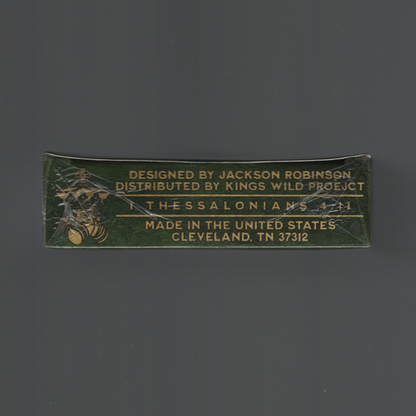 DESIGNED BY JACKSON ROBINSON
DISTRIBUTED BY KINGS WILD PROEJCT
1 THESSALONIANS 4:11
MADE IN THE UNITED STATES
CLEVELAND, TN 37312